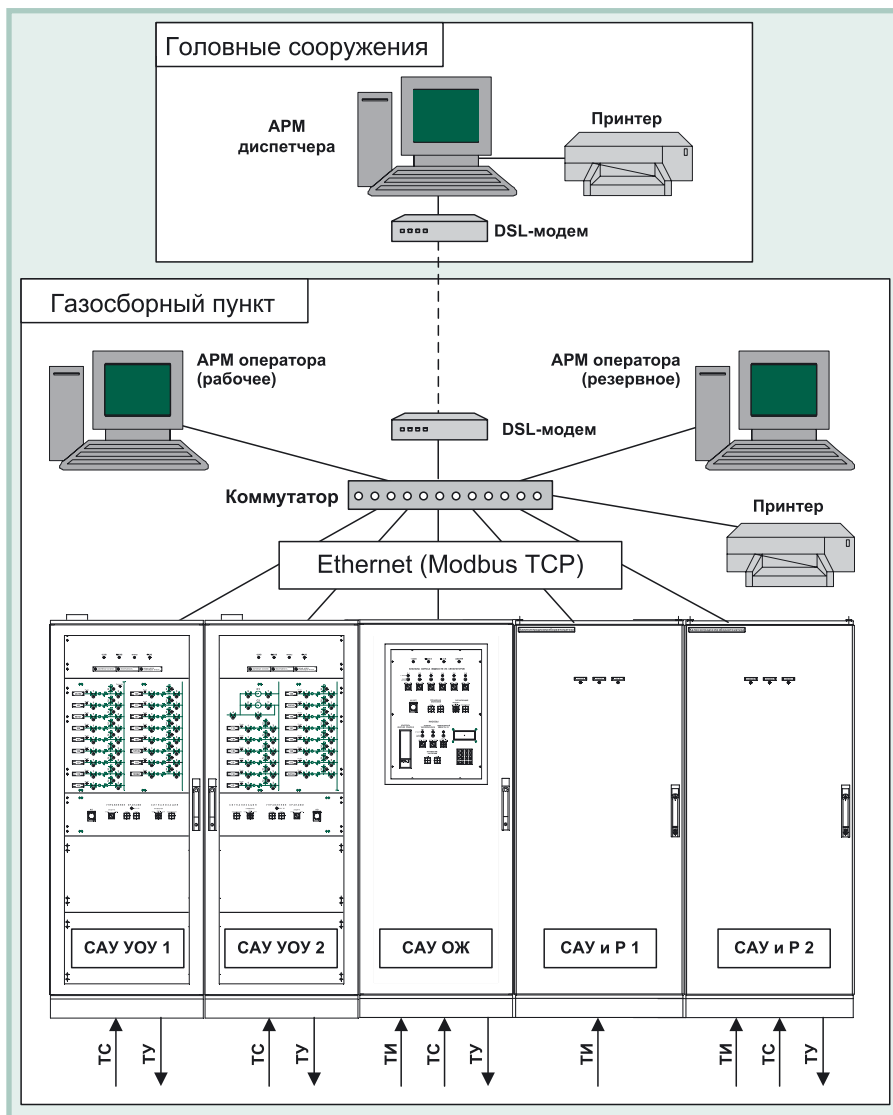 Головные сооружения
АРМ
диспетчера
Принтер
DSL-модем
Газосборный пункт
АРМ оператора
(рабочее)
АРМ оператора
(резервное)
DSL-модем
Коммутатор
Принтер
Ethernet (Modbus TCP)
САУ УОУ 1
САУ УОУ 2
САУ ОЖ
САУ и Р 1
САУ и Р 2
ТС
ТУ
ТС
ТУ
ТИ
ТС
ТУ
ТИ
ТИ
ТС
ТУ